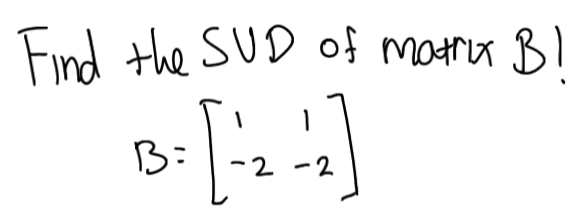 Find the SVD of matrix B!
B = [ 1 1
-2 -2 ]